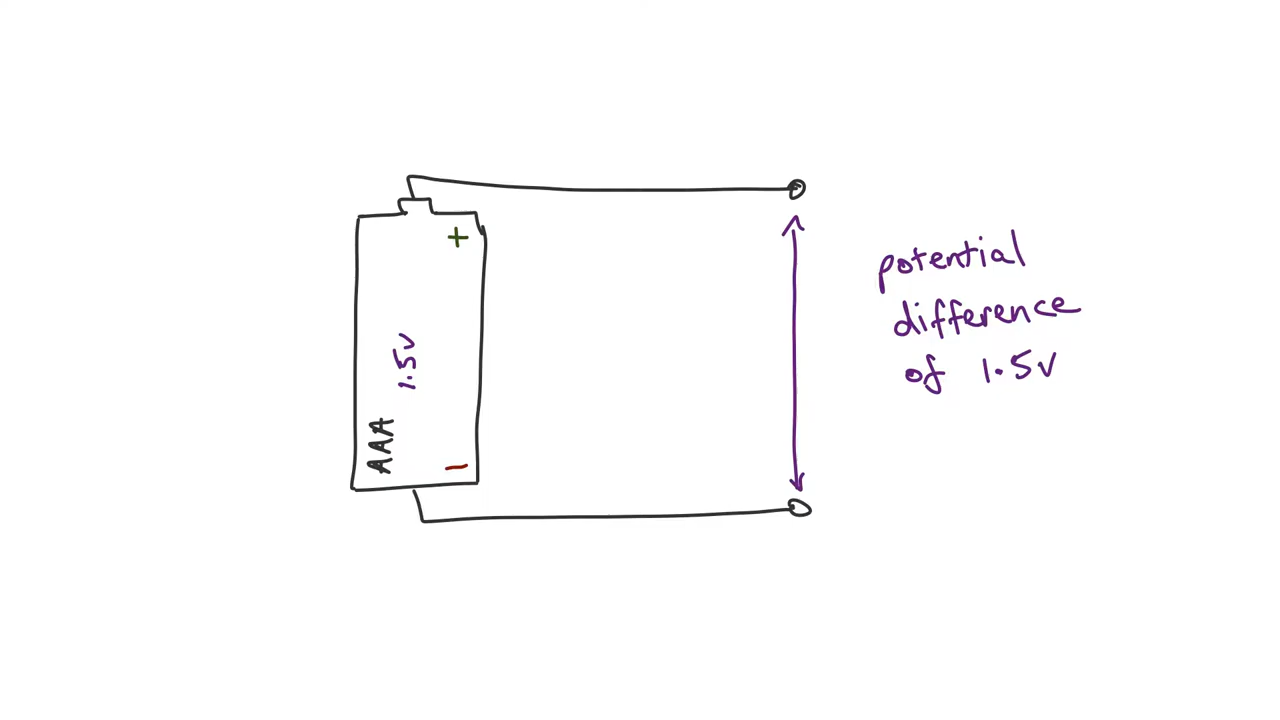 +
1.5V
AAA
−
potential
difference
of 1.5V